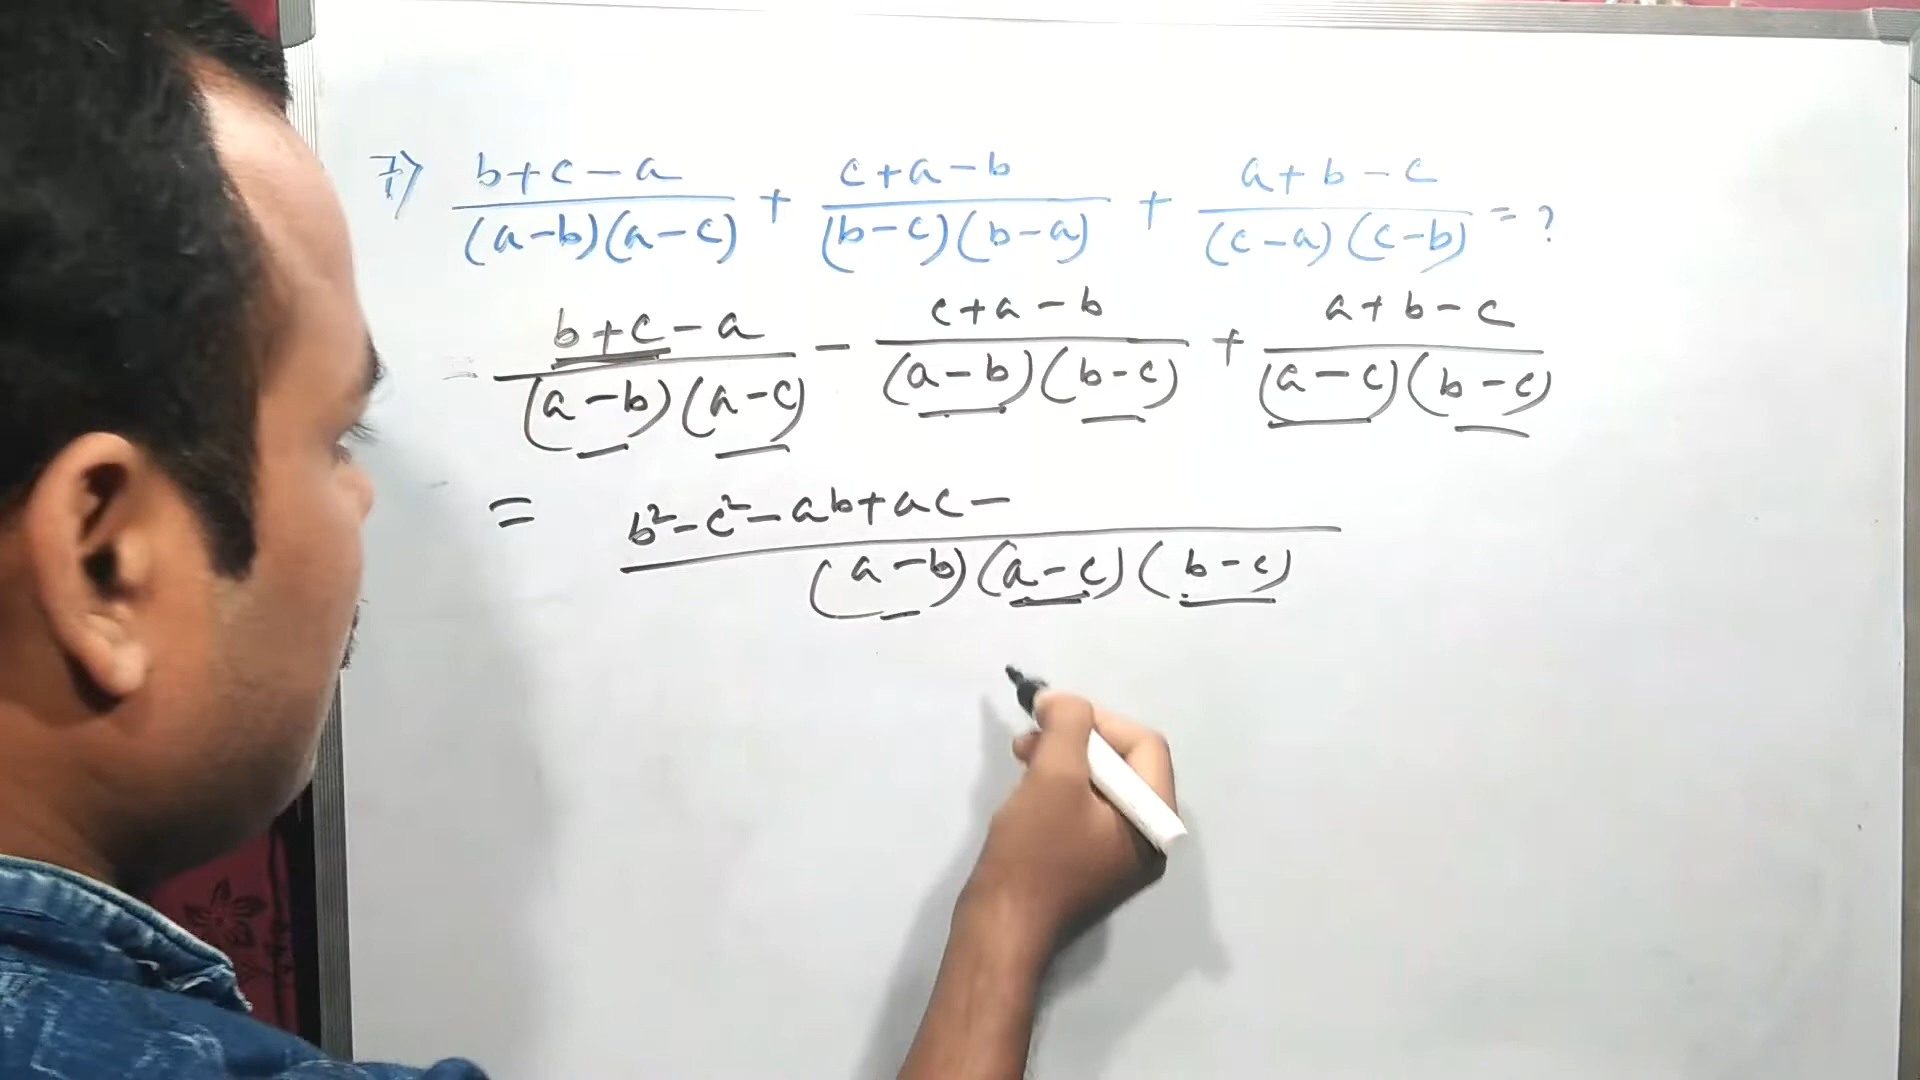 7) (b+c-a)/((a-b)(a-c)) + (c+a-b)/((b-c)(b-a)) + (a+b-c)/((c-a)(c-b)) = ?
= (b+c-a)/((a-b)(a-c)) - (c+a-b)/((a-b)(b-c)) + (a+b-c)/((a-c)(b-c))
= (b²-c²-ab+ac-)/((a-b)(a-c)(b-c))